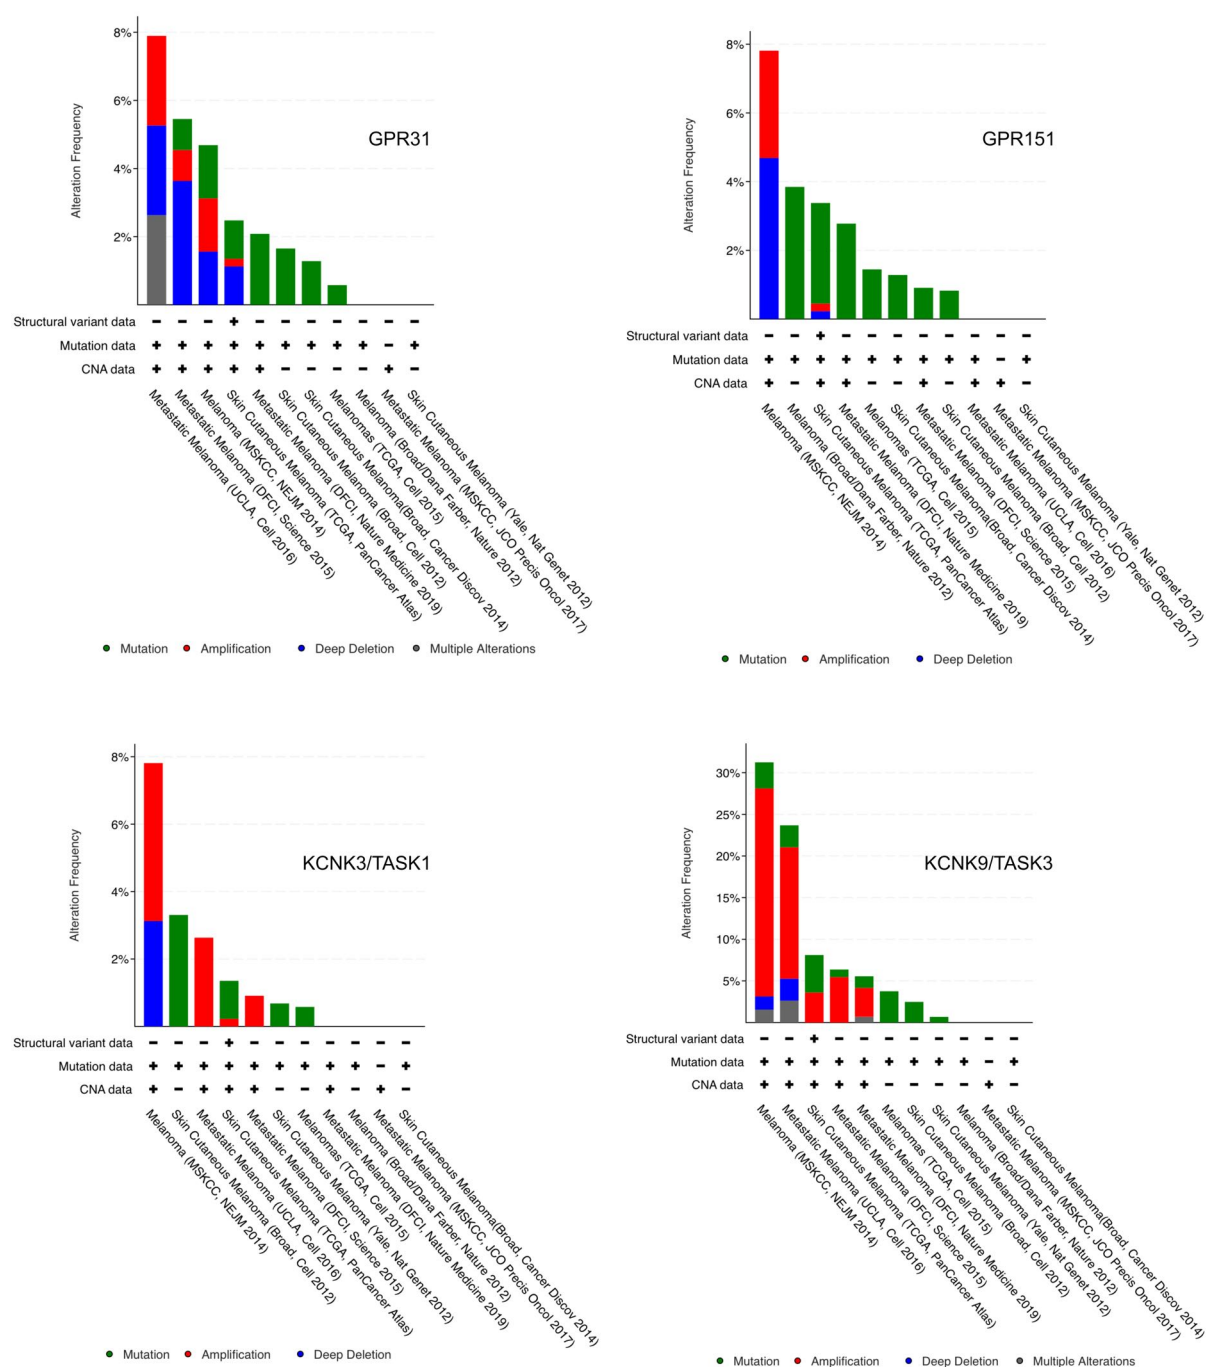 8%
6%
4%
2%
Alteration Frequency
GPR31
Structural variant data
Mutation data
CNA data
Metastatic Melanoma (UCLA, Cell 2016)
Metastatic Melanoma (DFCI, Science 2015)
Melanoma (MSKCC, NEJM 2014)
Skin Cutaneous Melanoma (TCGA, PanCancer Atlas)
Metastatic Melanoma (DFCI, Nature Medicine 2019)
Skin Cutaneous Melanoma (Broad, Cell 2012)
Skin Cutaneous Melanoma(Broad, Cancer Discov 2014)
Melanomas (TCGA, Cell 2015)
Melanoma (Broad/Dana Farber, Nature 2012)
Metastatic Melanoma (MSKCC, JCO Precis Oncol 2017)
Skin Cutaneous Melanoma (Yale, Nat Genet 2012)
Mutation Amplification Deep Deletion Multiple Alterations
8%
6%
4%
2%
Alteration Frequency
GPR151
Structural variant data
Mutation data
CNA data
Melanoma (MSKCC, NEJM 2014)
Melanoma (Broad/Dana Farber, Nature 2012)
Skin Cutaneous Melanoma (TCGA, PanCancer Atlas)
Metastatic Melanoma (DFCI, Nature Medicine 2019)
Melanomas (TCGA, Cell 2015)
Skin Cutaneous Melanoma(Broad, Cancer Discov 2014)
Metastatic Melanoma (DFCI, Science 2015)
Skin Cutaneous Melanoma (Broad, Cell 2012)
Metastatic Melanoma (UCLA, Cell 2016)
Metastatic Melanoma (MSKCC, JCO Precis Oncol 2017)
Skin Cutaneous Melanoma (Yale, Nat Genet 2012)
Mutation Amplification Deep Deletion
8%
6%
4%
2%
Alteration Frequency
KCNK3/TASK1
Structural variant data
Mutation data
CNA data
Melanoma (MSKCC, NEJM 2014)
Skin Cutaneous Melanoma (Broad, Cell 2012)
Metastatic Melanoma (UCLA, Cell 2016)
Skin Cutaneous Melanoma (TCGA, PanCancer Atlas)
Metastatic Melanoma (DFCI, Science 2015)
Skin Cutaneous Melanoma (Yale, Nat Genet 2012)
Melanomas (TCGA, Cell 2015)
Metastatic Melanoma (DFCI, Nature Medicine 2019)
Melanoma (Broad/Dana Farber, Nature 2012)
Metastatic Melanoma (MSKCC, JCO Precis Oncol 2017)
Skin Cutaneous Melanoma(Broad, Cancer Discov 2014)
Mutation Amplification Deep Deletion
30%
25%
20%
15%
10%
5%
Alteration Frequency
KCNK9/TASK3
Structural variant data
Mutation data
CNA data
Melanoma (MSKCC, NEJM 2014)
Metastatic Melanoma (UCLA, Cell 2016)
Skin Cutaneous Melanoma (TCGA, PanCancer Atlas)
Metastatic Melanoma (DFCI, Science 2015)
Metastatic Melanoma (DFCI, Nature Medicine 2019)
Melanomas (TCGA, Cell 2015)
Skin Cutaneous Melanoma (Broad, Cell 2012)
Skin Cutaneous Melanoma (Yale, Nat Genet 2012)
Melanoma (Broad/Dana Farber, Nature 2012)
Metastatic Melanoma (MSKCC, JCO Precis Oncol 2017)
Skin Cutaneous Melanoma(Broad, Cancer Discov 2014)
Mutation Amplification Deep Deletion Multiple Alterations